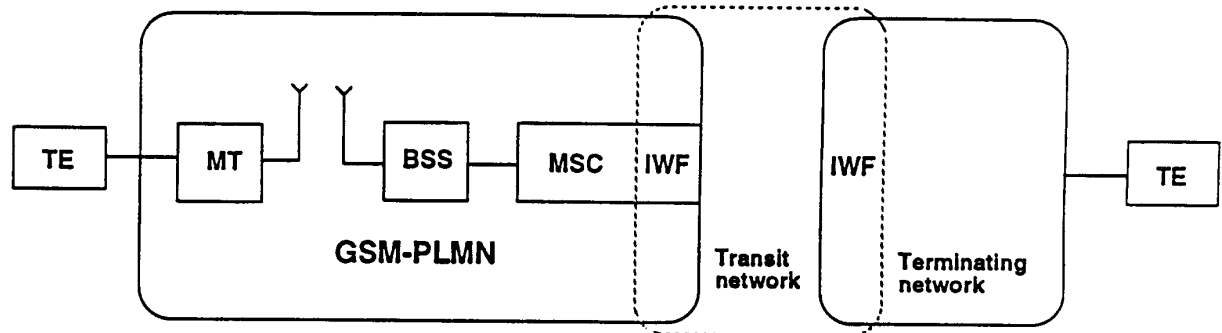 TE
MT
BSS
MSC
IWF
IWF
TE
GSM-PLMN
Transit
network
Terminating
network